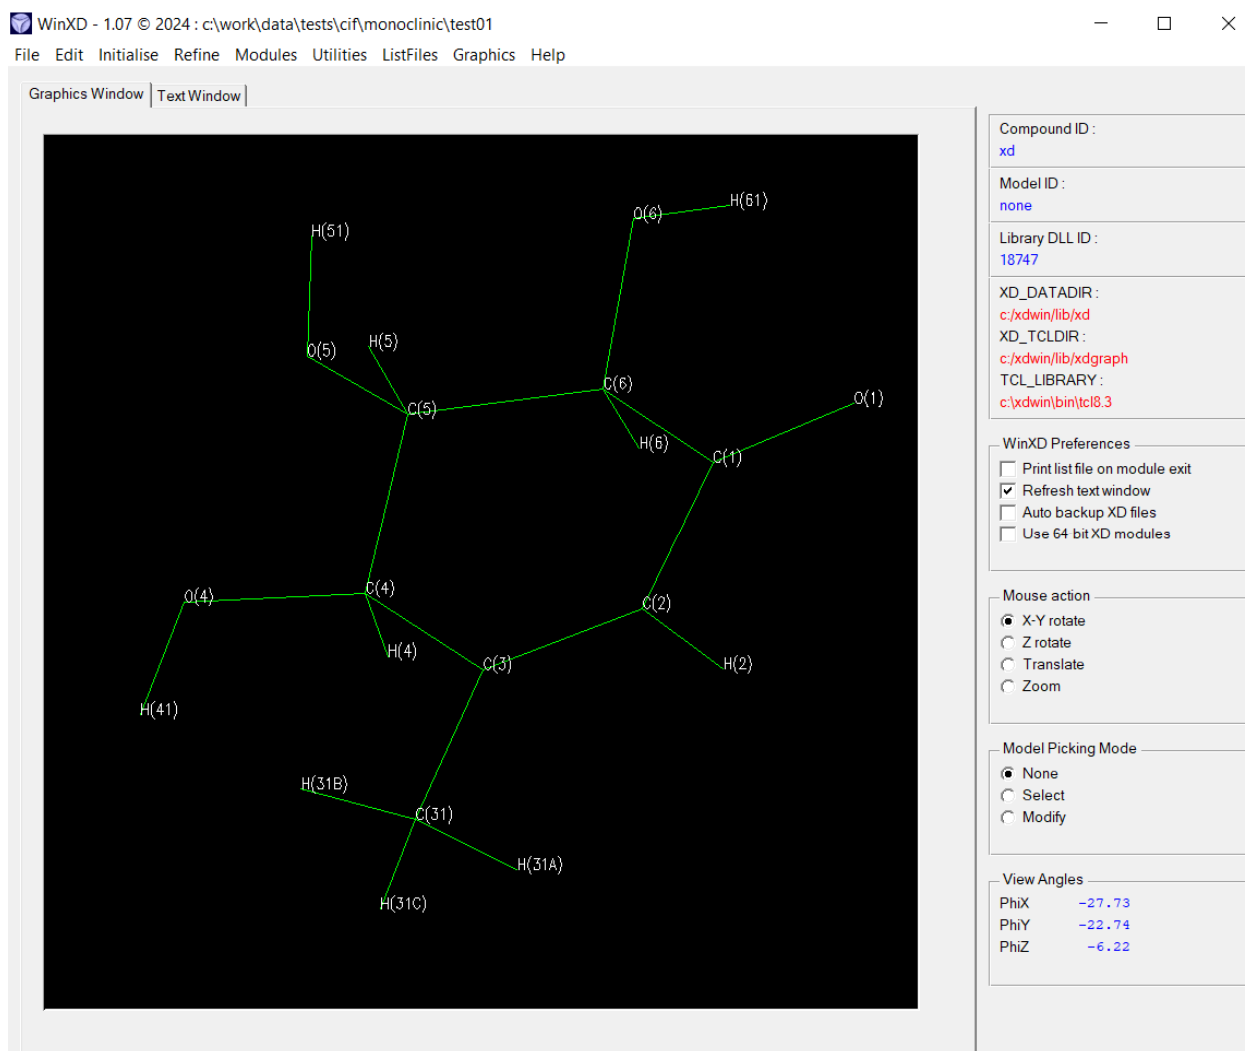 WinXD - 1.07 © 2024 : c:\work\data\tests\cif\monoclinic\test01
File Edit Initialise Refine Modules Utilities ListFiles Graphics Help
Graphics Window Text Window
H(61)
O(6)
H(51)
H(5)
O(5)
C(6)
O(1)
C(5)
H(6)
C(1)
C(4)
O(4)
C(2)
H(4)
C(3)
H(2)
H(41)
H(31B)
C(31)
H(31A)
H(31C)
Compound ID :
xd
Model ID :
none
Library DLL ID :
18747
XD_DATADIR :
c:/xdwin/lib/xd
XD_TCLDIR :
c:/xdwin/lib/xdgraph
TCL_LIBRARY :
c:\xdwin\bin\tcl8.3
WinXD Preferences
Print list file on module exit
Refresh text window
Auto backup XD files
Use 64 bit XD modules
Mouse action
X-Y rotate
Z rotate
Translate
Zoom
Model Picking Mode
None
Select
Modify
View Angles
PhiX -27.73
PhiY -22.74
PhiZ -6.22